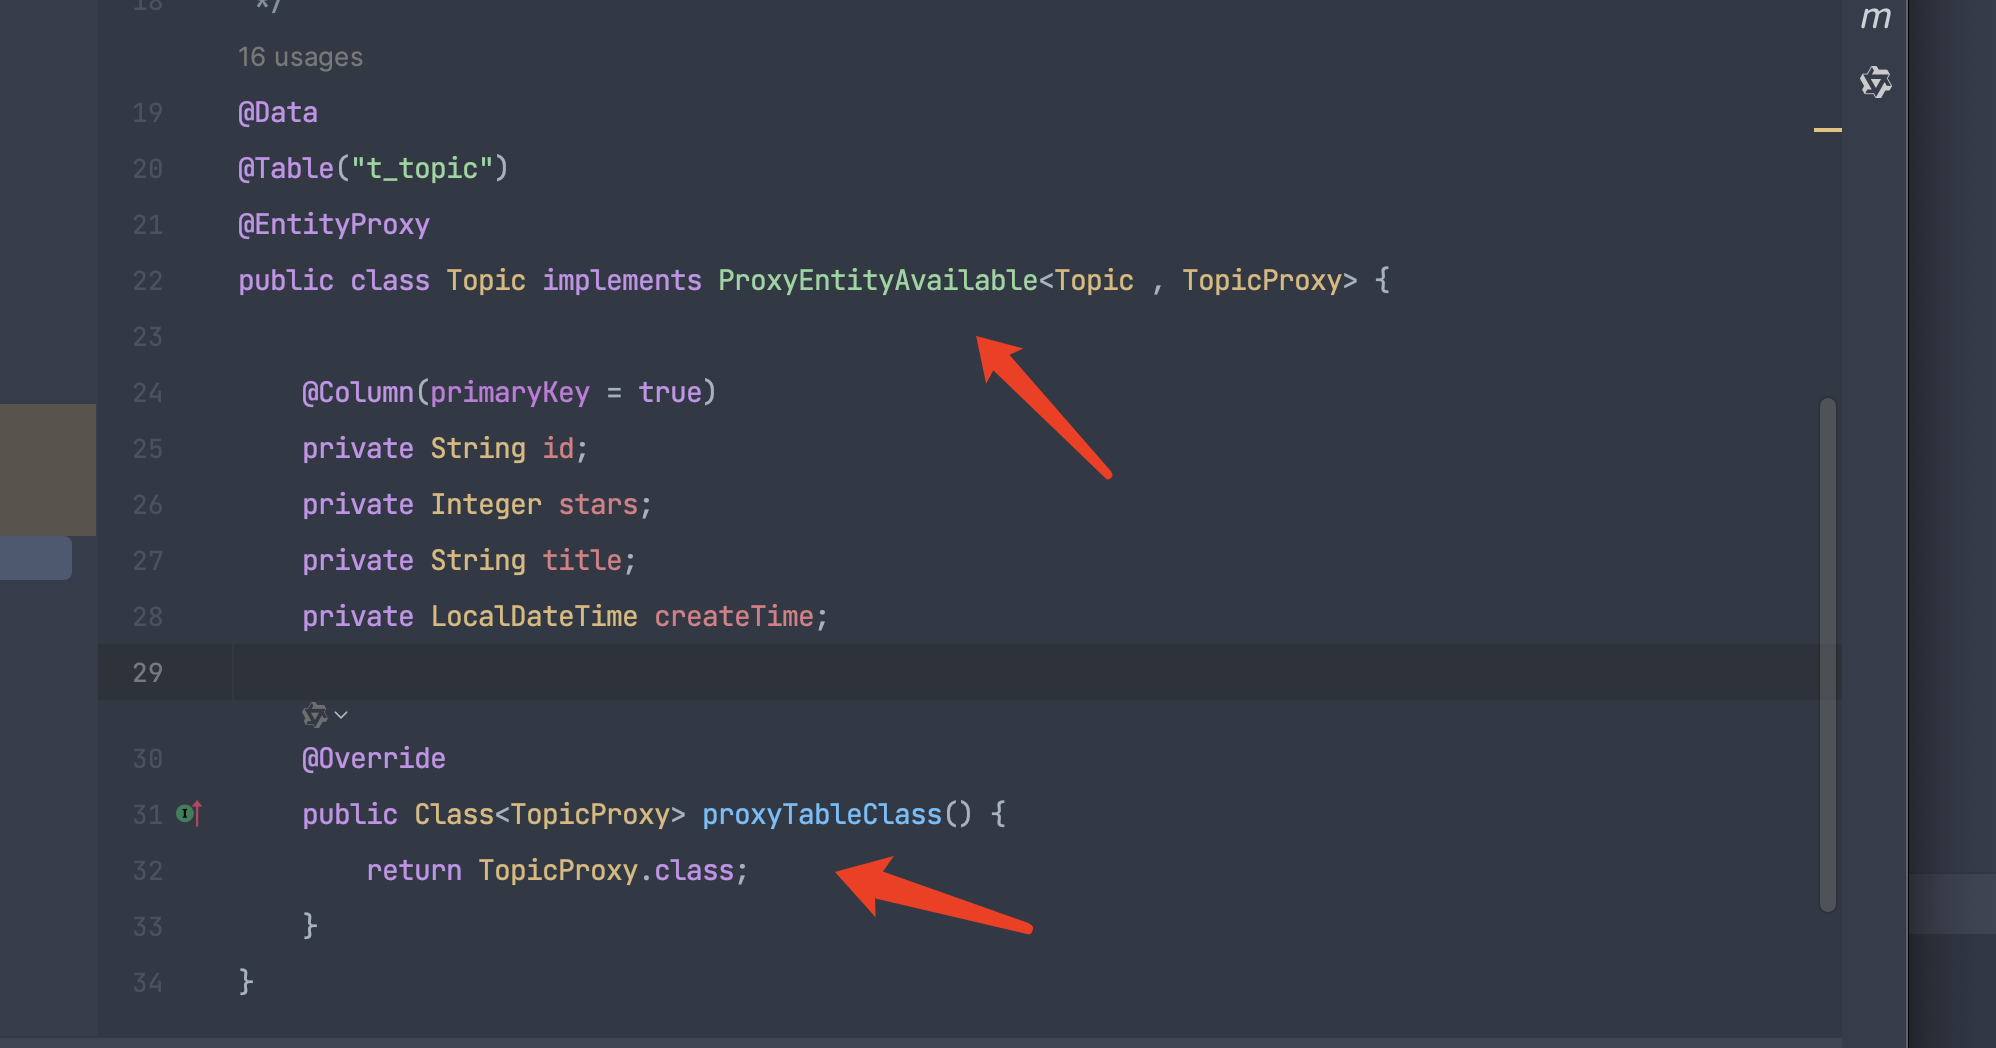 18 */
16 usages
19 @Data
20 @Table("t_topic")
21 @EntityProxy
22 public class Topic implements ProxyEntityAvailable<Topic , TopicProxy> {
23
24 @Column(primaryKey = true)
25 private String id;
26 private Integer stars;
27 private String title;
28 private LocalDateTime createTime;
29
30 @Override
31 public Class<TopicProxy> proxyTableClass() {
32 return TopicProxy.class;
33 }
34 }
m